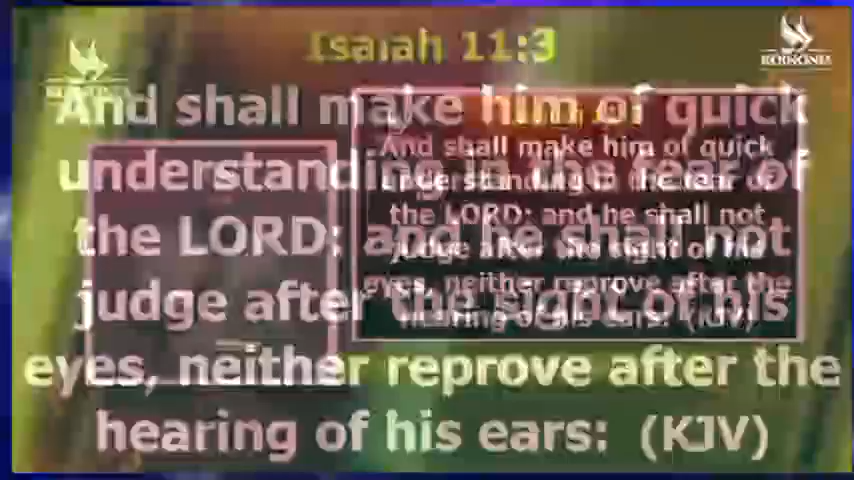 Isaiah 11:3
KOINONIA
And shall make him of quick
understanding in the fear of
the LORD: and he shall not
judge after the sight of his
eyes, neither reprove after the
hearing of his ears: (KJV)
And shall make him of quick
understanding in the fear of
the LORD: and he shall not
judge after the sight of his
eyes, neither reprove after the
hearing of his ears: (KJV)